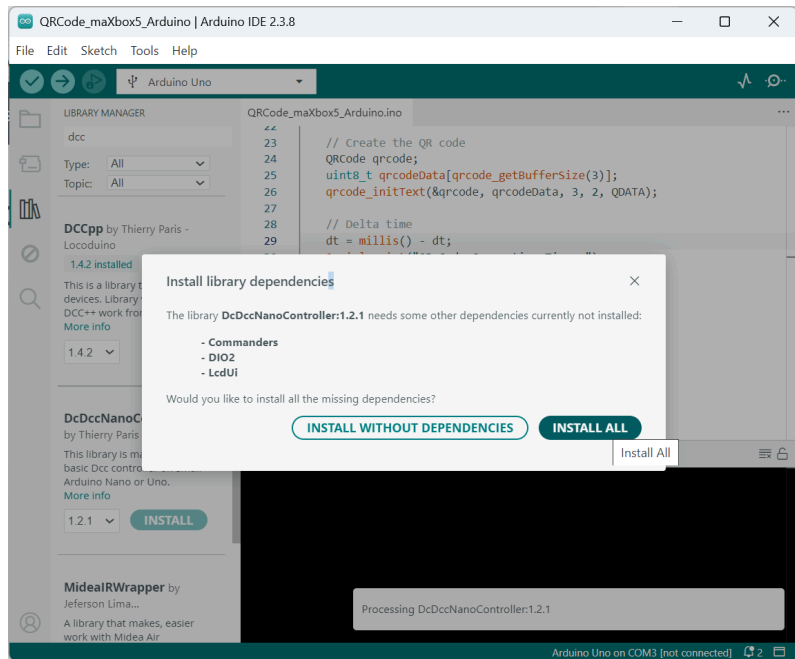 QRCode_maXbox5_Arduino | Arduino IDE 2.3.8
File Edit Sketch Tools Help
Arduino Uno
LIBRARY MANAGER
dcc
Type: All
Topic: All
DCCpp by Thierry Paris -
Locoduino
1.4.2 installed
This is a library t
devices. Library
DCC++ work fron
More info
1.4.2
DcDccNanoC
by Thierry Paris
This library is ma
basic Dcc contro
Arduino Nano or Uno.
More info
1.2.1 INSTALL
MideaIRWrapper by
Jeferson Lima...
A library that makes, easier
work with Midea Air
QRCode_maXbox5_Arduino.ino
22
23 // Create the QR code
24 QRCode qrcode;
25 uint8_t qrcodeData[qrcode_getBufferSize(3)];
26 qrcode_initText(&qrcode, qrcodeData, 3, 2, QDATA);
27
28 // Delta time
29 dt = millis() - dt;
Install library dependencies
The library DcDccNanoController:1.2.1 needs some other dependencies currently not installed:
- Commanders
- DIO2
- LcdUi
Would you like to install all the missing dependencies?
INSTALL WITHOUT DEPENDENCIES INSTALL ALL
Install All
Processing DcDccNanoController:1.2.1
Arduino Uno on COM3 [not connected] 2